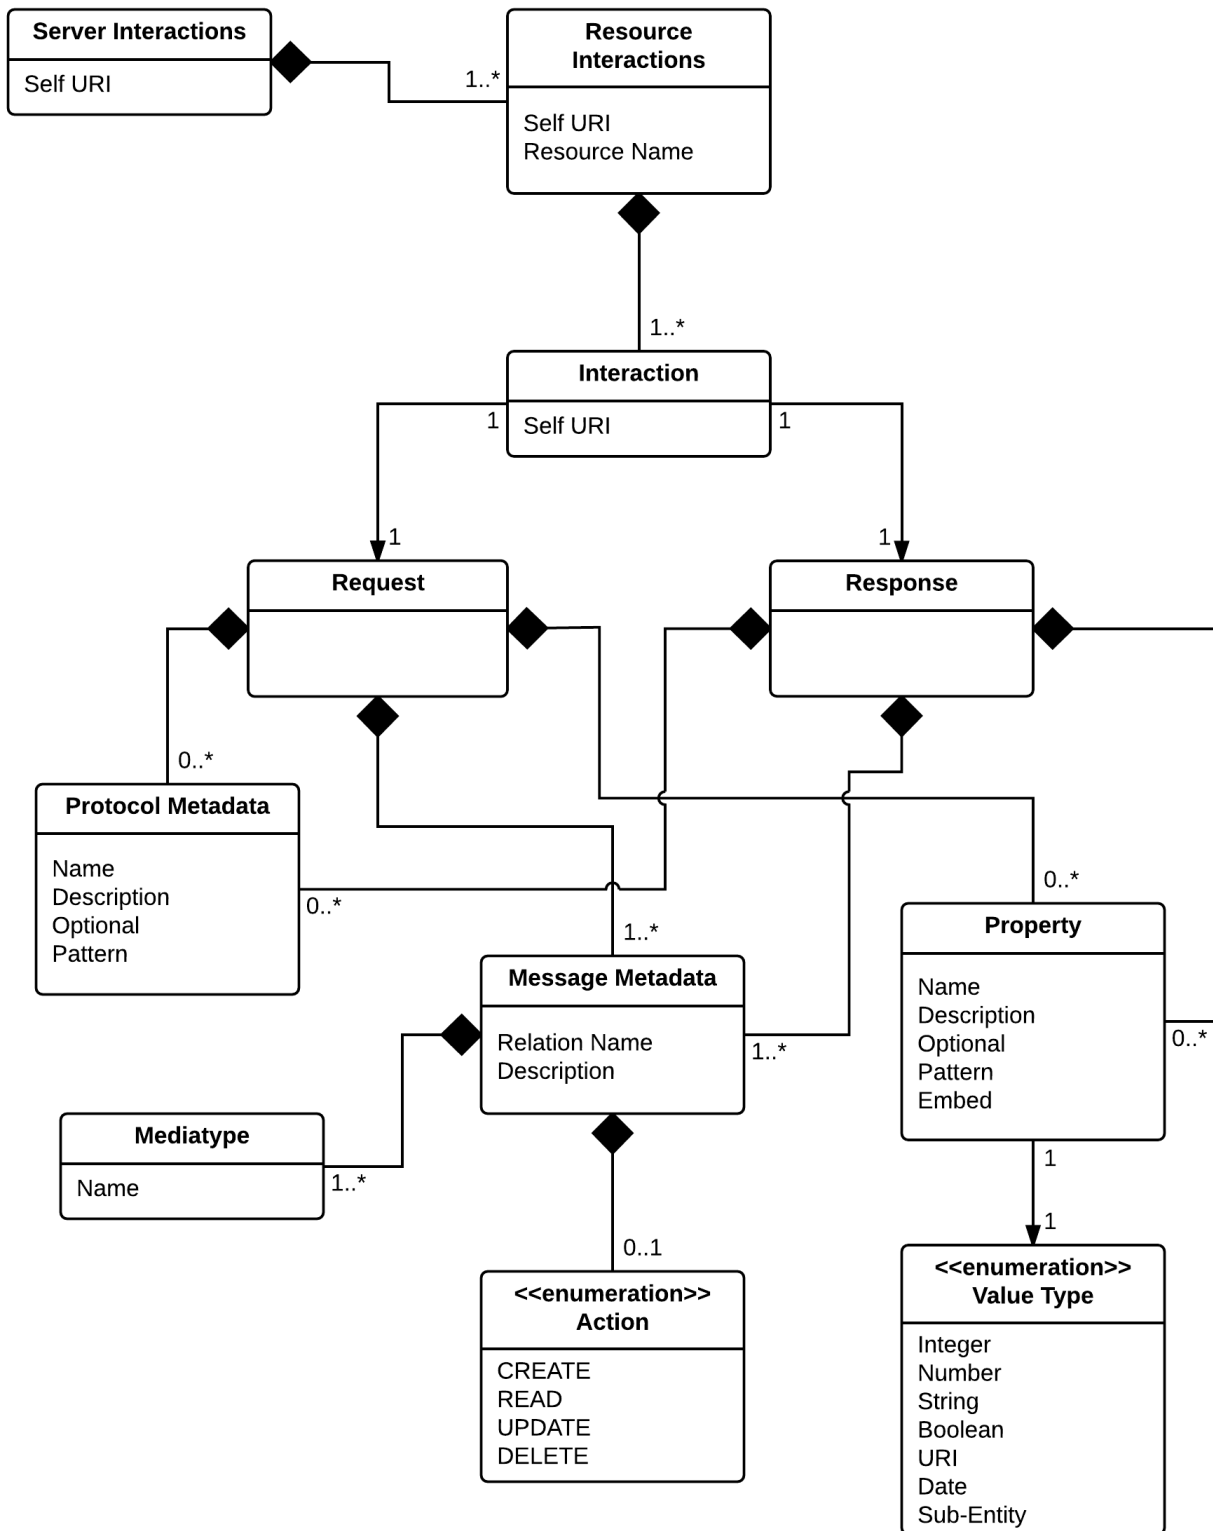 Server Interactions
Self URI
1..*
Resource
Interactions
Self URI
Resource Name
1..*
Interaction
Self URI
1
1
1
1
Request
Response
0..*
Protocol Metadata
Name
Description
Optional
Pattern
0..*
1..*
Message Metadata
Relation Name
Description
1..*
0..*
Property
Name
Description
Optional
Pattern
Embed
0..*
Mediatype
Name
1..*
0..1
<<enumeration>>
Action
CREATE
READ
UPDATE
DELETE
1
1
<<enumeration>>
Value Type
Integer
Number
String
Boolean
URI
Date
Sub-Entity